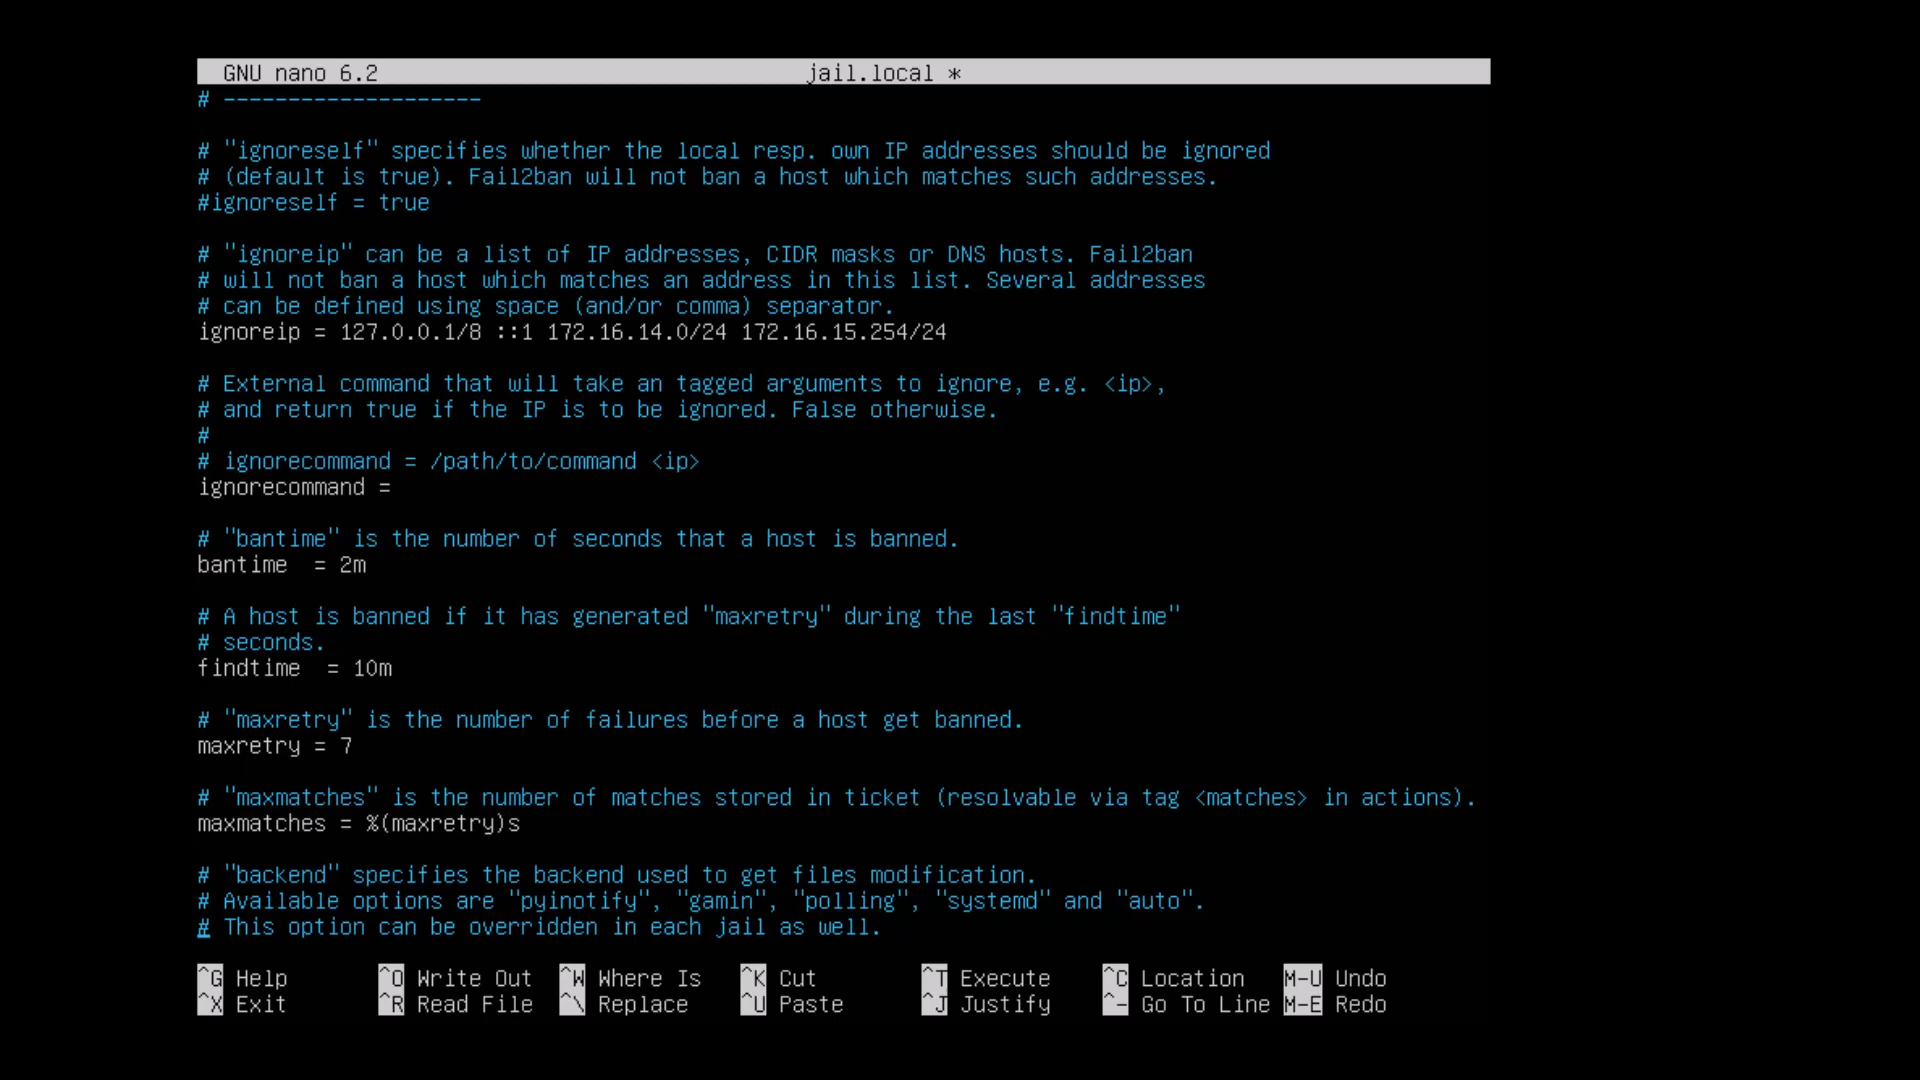 GNU nano 6.2 jail.local *
# --------------------
# "ignoreself" specifies whether the local resp. own IP addresses should be ignored
# (default is true). Fail2ban will not ban a host which matches such addresses.
#ignoreself = true
# "ignoreip" can be a list of IP addresses, CIDR masks or DNS hosts. Fail2ban
# will not ban a host which matches an address in this list. Several addresses
# can be defined using space (and/or comma) separator.
ignoreip = 127.0.0.1/8 ::1 172.16.14.0/24 172.16.15.254/24
# External command that will take an tagged arguments to ignore, e.g. <ip>,
# and return true if the IP is to be ignored. False otherwise.
#
# ignorecommand = /path/to/command <ip>
ignorecommand =
# "bantime" is the number of seconds that a host is banned.
bantime  = 2m
# A host is banned if it has generated "maxretry" during the last "findtime"
# seconds.
findtime  = 10m
# "maxretry" is the number of failures before a host get banned.
maxretry = 7
# "maxmatches" is the number of matches stored in ticket (resolvable via tag <matches> in actions).
maxmatches = %(maxretry)s
# "backend" specifies the backend used to get files modification.
# Available options are "pyinotify", "gamin", "polling", "systemd" and "auto".
# This option can be overridden in each jail as well.
^G Help ^O Write Out ^W Where Is ^K Cut ^T Execute ^C Location M-U Undo
^X Exit ^R Read File ^\ Replace ^U Paste ^J Justify ^- Go To Line M-E Redo